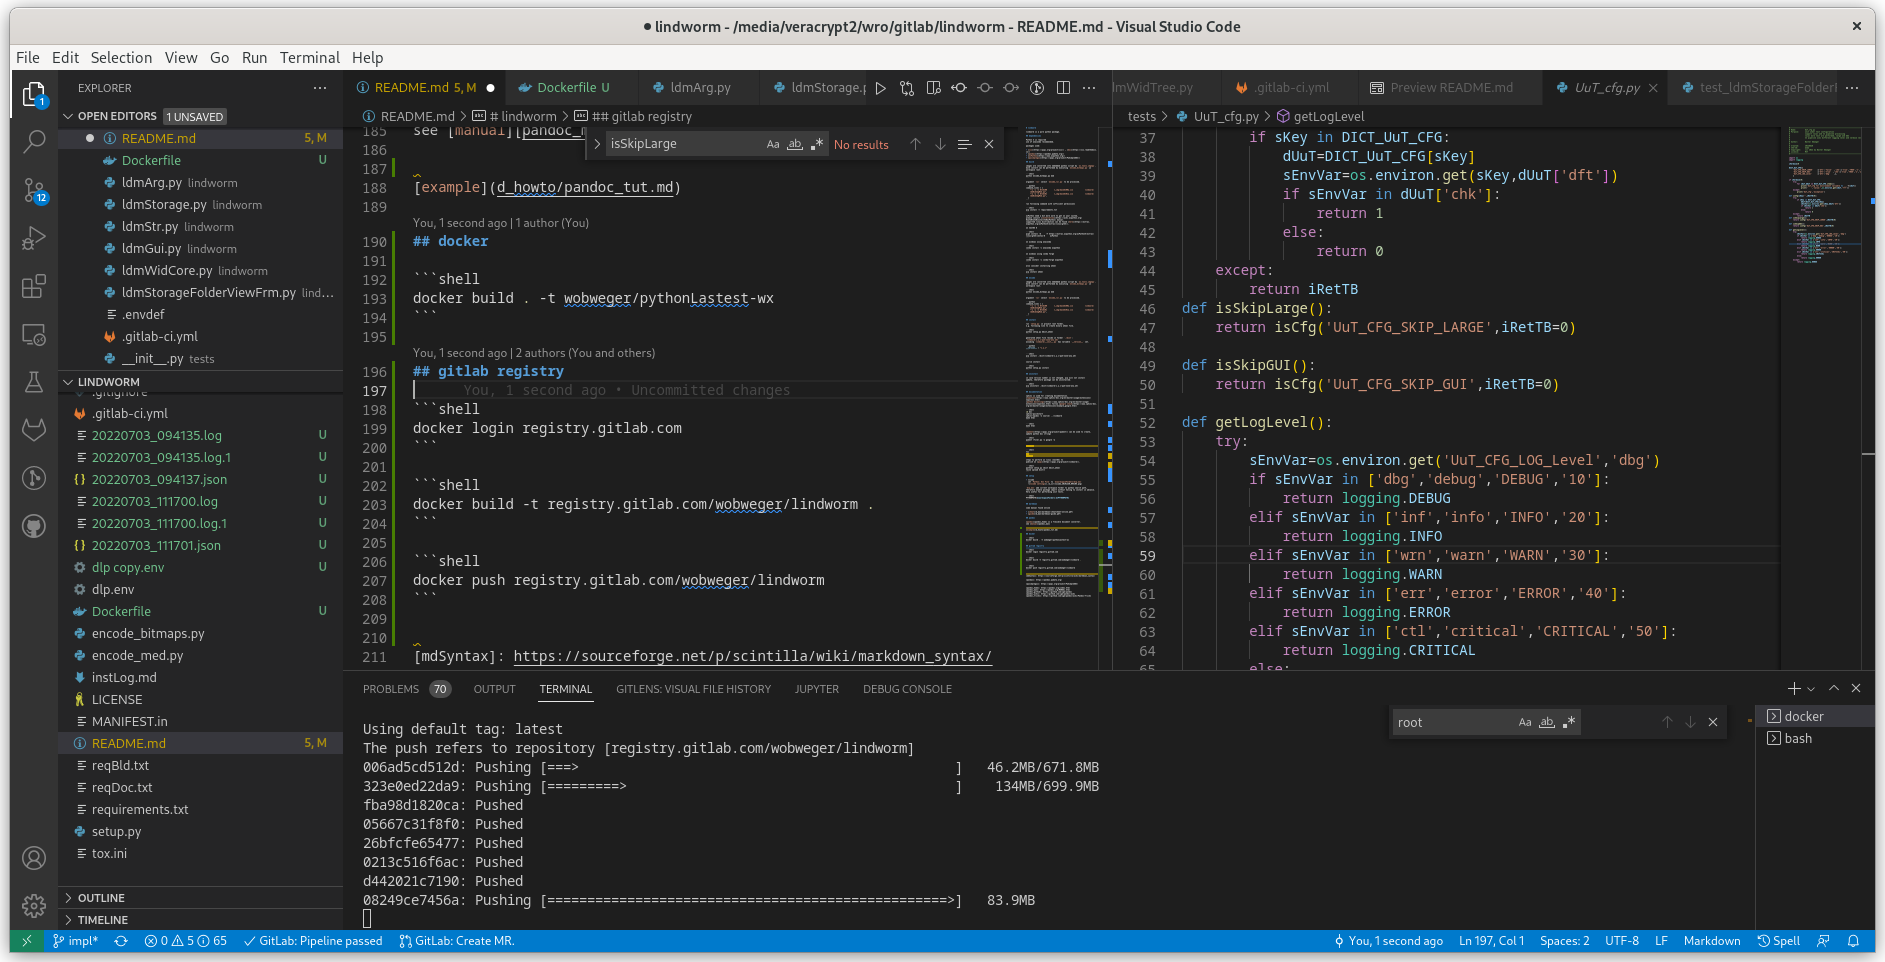 ● lindworm - /media/veracrypt2/wro/gitlab/lindworm - README.md - Visual Studio Code
File Edit Selection View Go Run Terminal Help
EXPLORER
OPEN EDITORS 1 UNSAVED
README.md 5, M
Dockerfile U
ldmArg.py lindworm
ldmStorage.py lindworm
ldmStr.py lindworm
ldmGui.py lindworm
ldmWidCore.py lindworm
ldmStorageFolderViewFrm.py lind...
.envdef
.gitlab-ci.yml
__init__.py tests
LINDWORM
.gitignore
.gitlab-ci.yml
20220703_094135.log U
20220703_094135.log.1 U
20220703_094137.json U
20220703_111700.log U
20220703_111700.log.1 U
20220703_111701.json U
dlp copy.env U
dlp.env
Dockerfile U
encode_bitmaps.py
encode_med.py
instLog.md
LICENSE
MANIFEST.in
README.md 5, M
reqBld.txt
reqDoc.txt
requirements.txt
setup.py
tox.ini
OUTLINE
TIMELINE
1
12
README.md 5, M ● Dockerfile U ldmArg.py ldmStorage.p
README.md > # lindworm > ## gitlab registry
isSkipLarge Aa ab .* No results
185 see [manual][pandoc_m
186
187
188 [example](d_howto/pandoc_tut.md)
189
You, 1 second ago | 1 author (You)
190 ## docker
191
192 ```shell
193 docker build . -t wobweger/pythonLastest-wx
194 ```
195
You, 1 second ago | 2 authors (You and others)
196 ## gitlab registry
197 You, 1 second ago • Uncommitted changes
198 ```shell
199 docker login registry.gitlab.com
200 ```
201
202 ```shell
203 docker build -t registry.gitlab.com/wobweger/lindworm .
204 ```
205
206 ```shell
207 docker push registry.gitlab.com/wobweger/lindworm
208 ```
209
210
211 [mdSyntax]: https://sourceforge.net/p/scintilla/wiki/markdown_syntax/
lmWidTree.py .gitlab-ci.yml Preview README.md UuT_cfg.py test_ldmStorageFolder
tests > UuT_cfg.py > getLogLevel
37 if sKey in DICT_UuT_CFG:
38 dUuT=DICT_UuT_CFG[sKey]
39 sEnvVar=os.environ.get(sKey,dUuT['dft'])
40 if sEnvVar in dUuT['chk']:
41 return 1
42 else:
43 return 0
44 except:
45 return iRetTB
46 def isSkipLarge():
47 return isCfg('UuT_CFG_SKIP_LARGE',iRetTB=0)
48
49 def isSkipGUI():
50 return isCfg('UuT_CFG_SKIP_GUI',iRetTB=0)
51
52 def getLogLevel():
53 try:
54 sEnvVar=os.environ.get('UuT_CFG_LOG_Level','dbg')
55 if sEnvVar in ['dbg','debug','DEBUG','10']:
56 return logging.DEBUG
57 elif sEnvVar in ['inf','info','INFO','20']:
58 return logging.INFO
59 elif sEnvVar in ['wrn','warn','WARN','30']:
60 return logging.WARN
61 elif sEnvVar in ['err','error','ERROR','40']:
62 return logging.ERROR
63 elif sEnvVar in ['ctl','critical','CRITICAL','50']:
64 return logging.CRITICAL
65 else:
PROBLEMS 70 OUTPUT TERMINAL GITLENS: VISUAL FILE HISTORY JUPYTER DEBUG CONSOLE
root Aa ab .*
docker
bash
Using default tag: latest
The push refers to repository [registry.gitlab.com/wobweger/lindworm]
006ad5cd512d: Pushing [===> ] 46.2MB/671.8MB
323e0ed22da9: Pushing [=========> ] 134MB/699.9MB
fba98d1820ca: Pushed
05667c31f8f0: Pushed
26bfcfe65477: Pushed
0213c516f6ac: Pushed
d442021c7190: Pushed
08249ce7456a: Pushing [================================================>] 83.9MB
impl* 0 5 65 GitLab: Pipeline passed GitLab: Create MR. You, 1 second ago Ln 197, Col 1 Spaces: 2 UTF-8 LF Markdown Spell